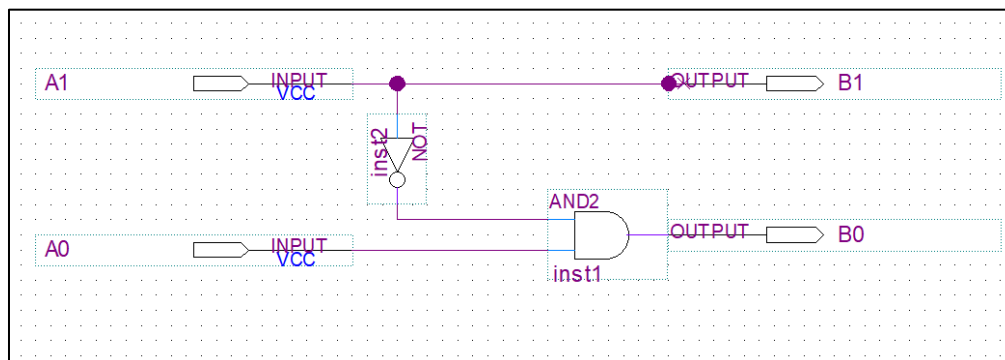 A1 INPUT VCC OUTPUT B1
inst2 NOT
AND2
A0 INPUT VCC OUTPUT B0
inst1